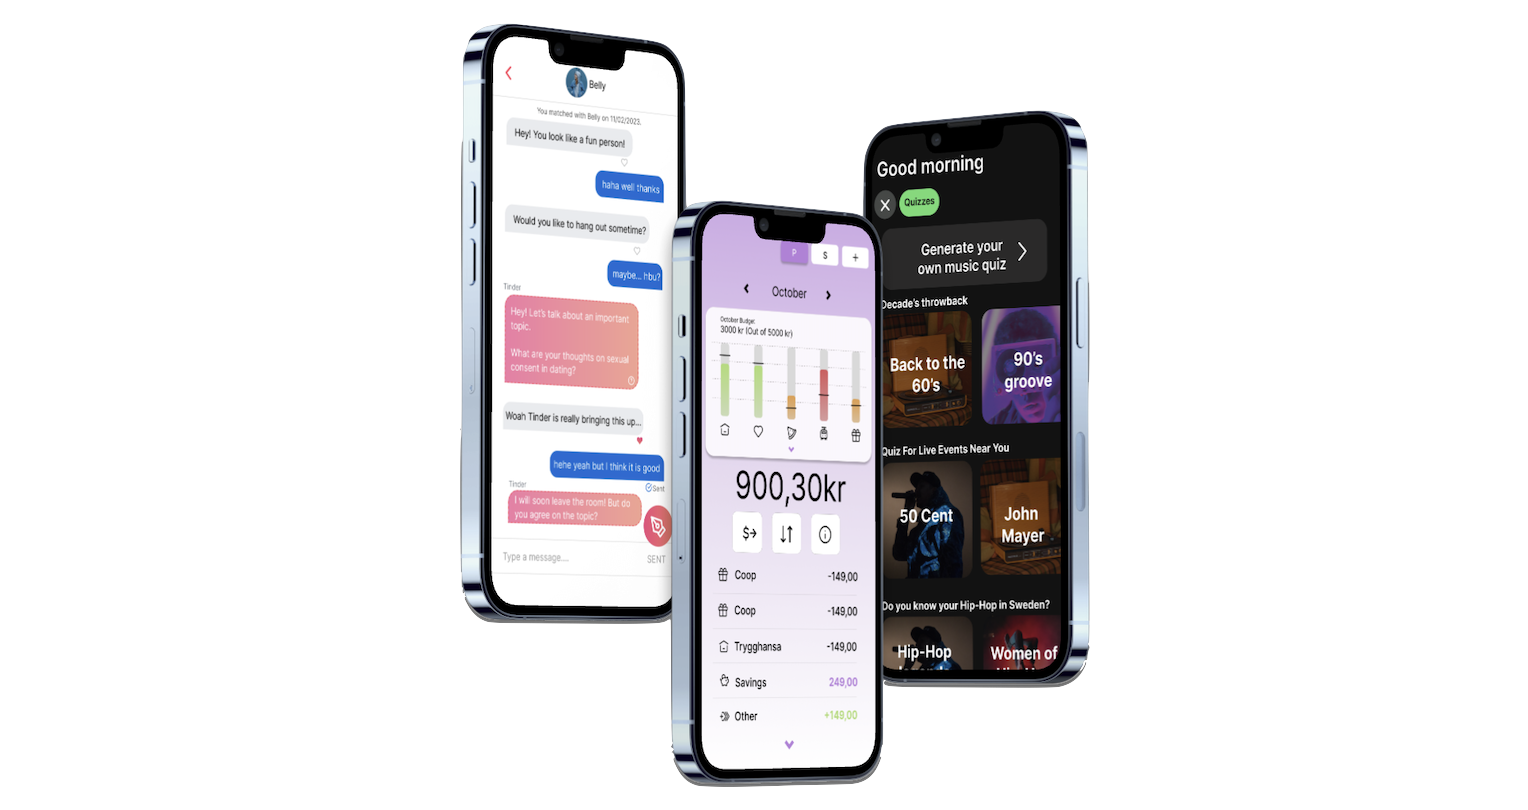 Belly
You matched with Belly on 11/02/2023.
Hey! You look like a fun person!
haha well thanks
Would you like to hang out sometime?
maybe... hbu?
Tinder
Hey! Let's talk about an important
topic.
What are your thoughts on sexual
consent in dating?
Woah Tinder is really bringing this up...
hehe yeah but i think it is good
Sent
Tinder
I will soon leave the room! But do
you agree on the topic?
Type a message....
SENT
P
S
+
October
October Budget
3000 kr (Out of 5000 kr)
900,30kr
Coop -149,00
Coop -149,00
Trygghansa -149,00
Savings 249,00
Other +149,00
Good morning
X
Quizzes
Generate your
own music quiz
Decade's throwback
Back to the
60's
90's
groove
Quiz For Live Events Near You
50 Cent
John
Mayer
Do you know your Hip-Hop in Sweden?
Hip-Hop
Women of